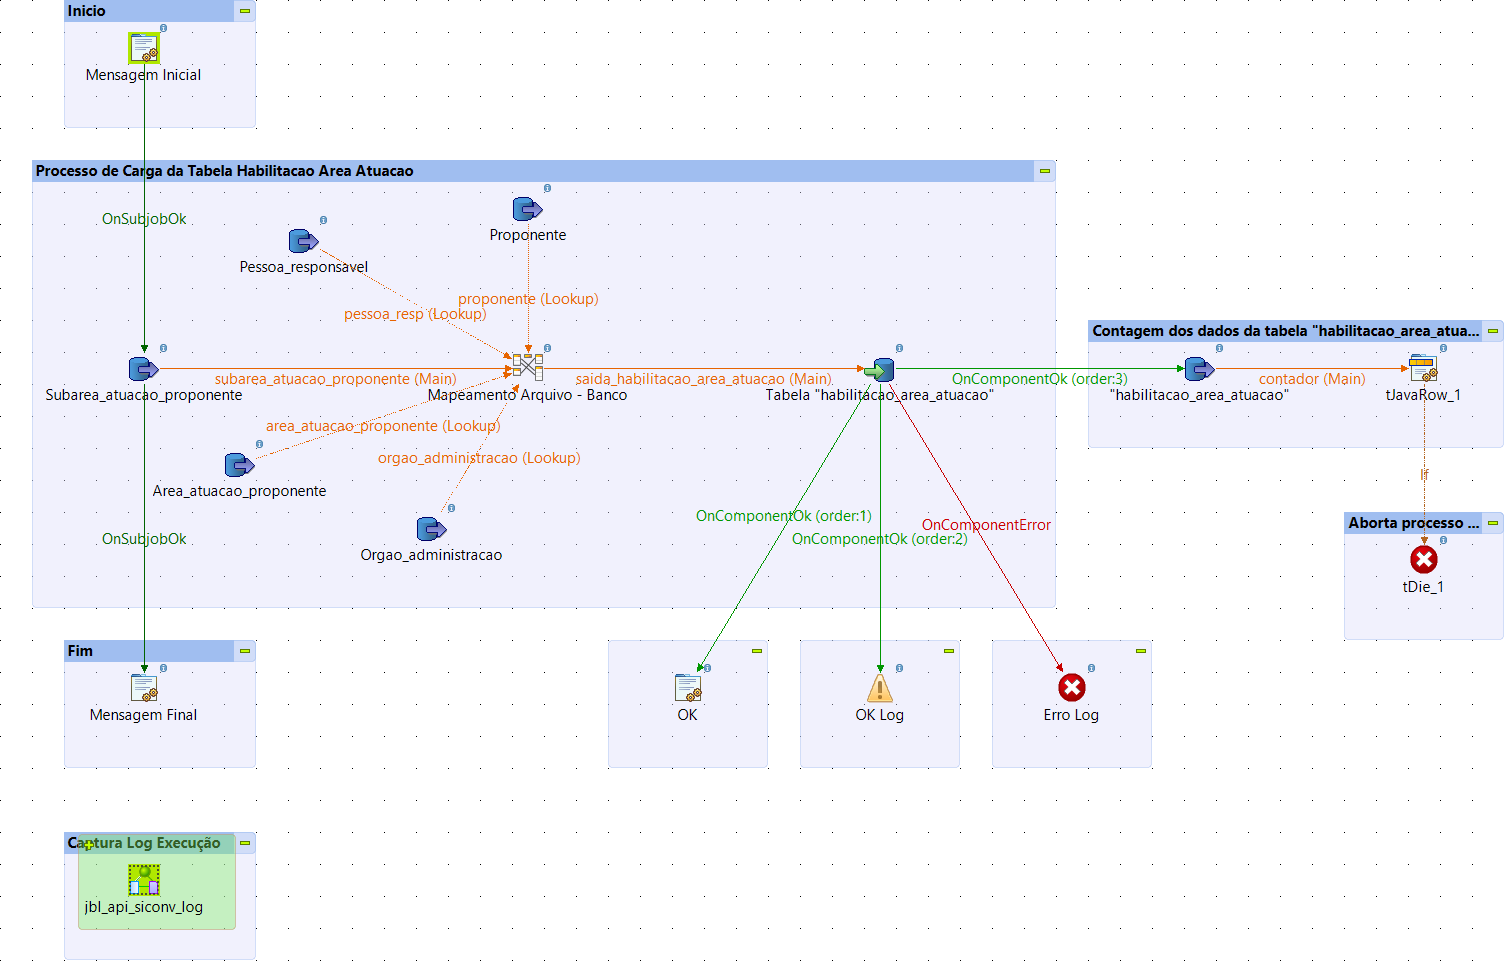 Inicio
Mensagem Inicial
OnSubjobOk
Processo de Carga da Tabela Habilitacao Area Atuacao
Proponente
Pessoa_responsavel
proponente (Lookup)
pessoa_resp (Lookup)
subarea_atuacao_proponente (Main)
Subarea_atuacao_proponente
saida_habilitaçao_area_atuacao (Main)
Mapeamento Arquivo - Banco
Tabela "habilitacao_area_atuacao"
area_atuacao_proponente (Lookup)
orgao_administracao (Lookup)
Area_atuacao_proponente
Orgao_administracao
OnComponentOk (order:1)
OnComponentOk (order:2)
OnComponentError
OnComponentOk (order:3)
Contagem dos dados da tabela "habilitacao_area_atua...
"habilitacao_area_atuacao"
contador (Main)
tJavaRow_1
If
Aborta processo ...
tDie_1
OnSubjobOk
Fim
Mensagem Final
OK
OK Log
Erro Log
Captura Log Execução
jbl_api_siconv_log